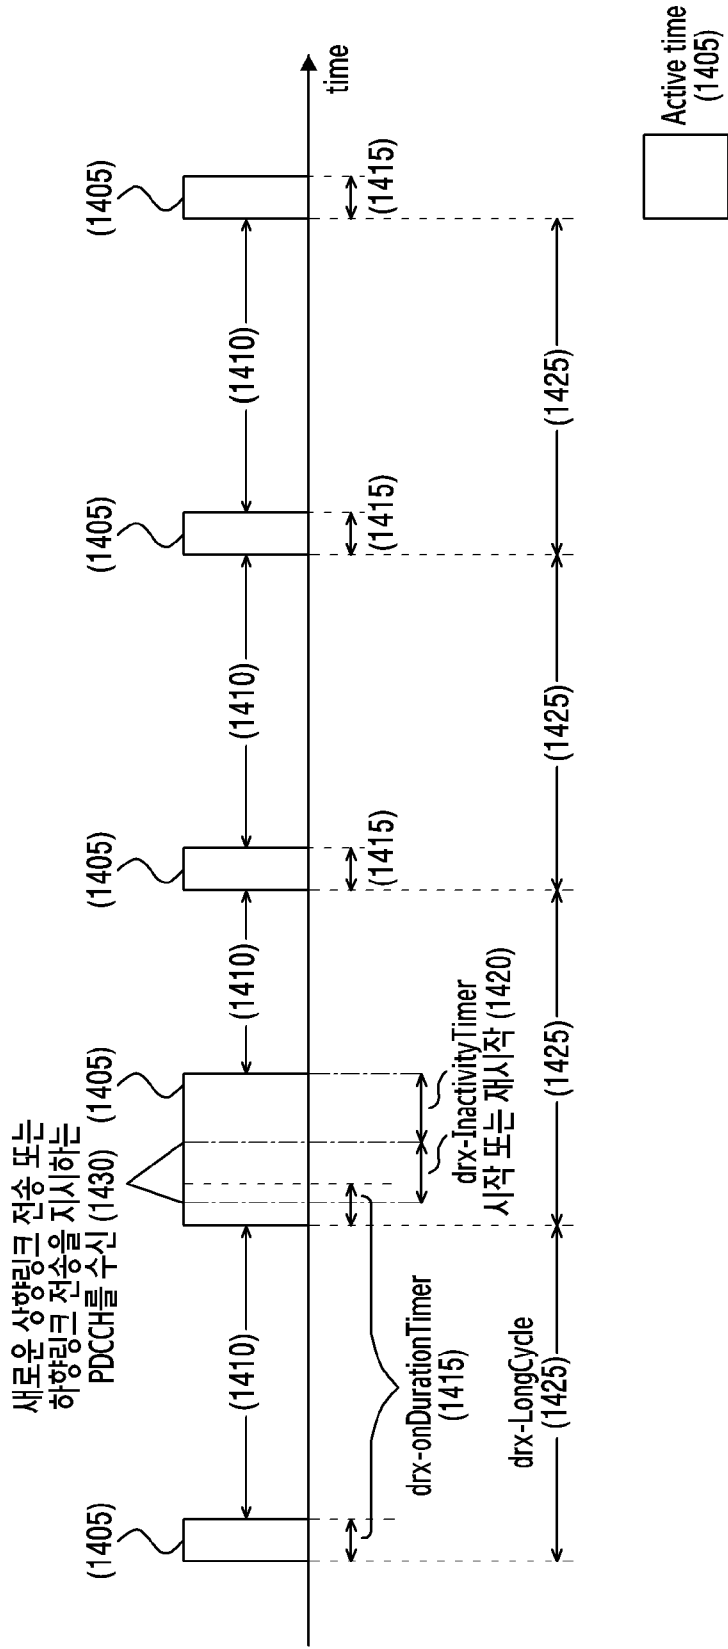 새로운 상향링크 전송 또는
하향링크 전송을 지시하는
PDCCH를 수신 (1430)
(1405)
(1405)
(1405)
(1405)
(1405)
(1410)
(1410)
(1410)
(1410)
time
drx-onDurationTimer
(1415)
(1415)
(1415)
(1415)
drx-InactivityTimer
시작 또는 재시작 (1420)
drx-LongCycle
(1425)
(1425)
(1425)
(1425)
Active time
(1405)